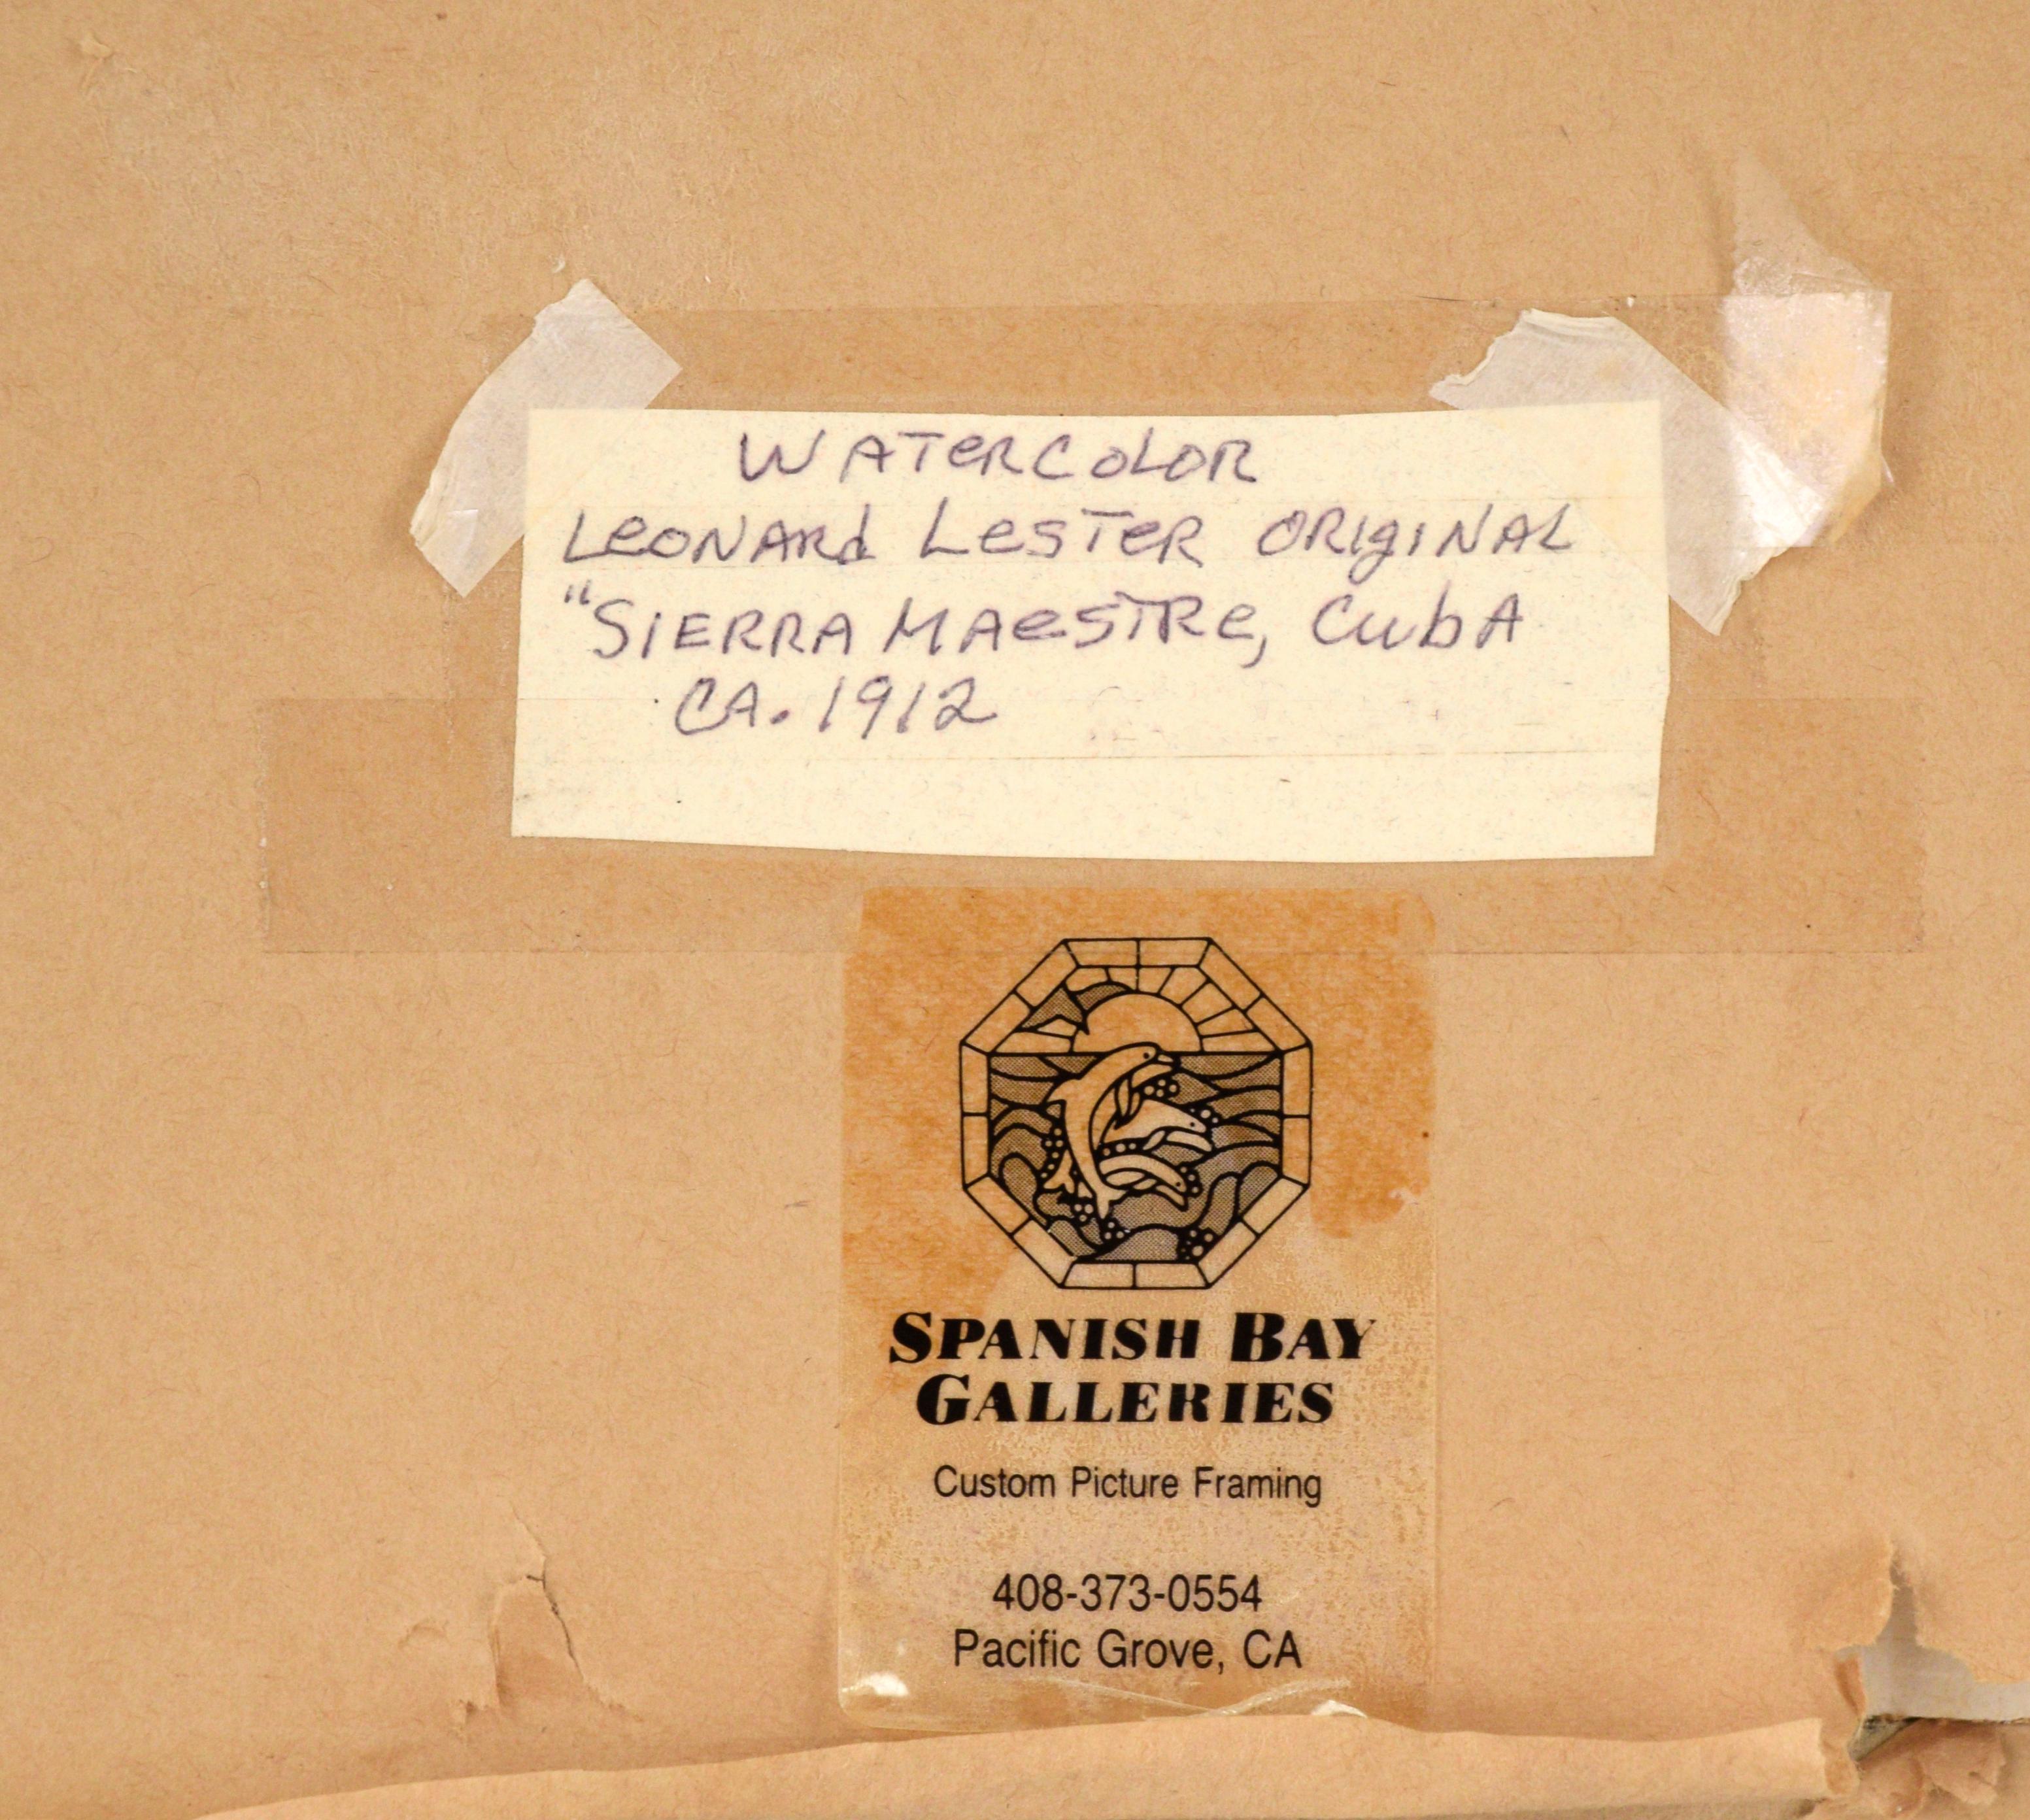 WATERCOLOR
LEONARd LESTER ORIgINAL
"SIERRA MAESTRE, CubA
CA. 1912
SPANISH BAY
GALLERIES
Custom Picture Framing
408-373-0554
Pacific Grove, CA